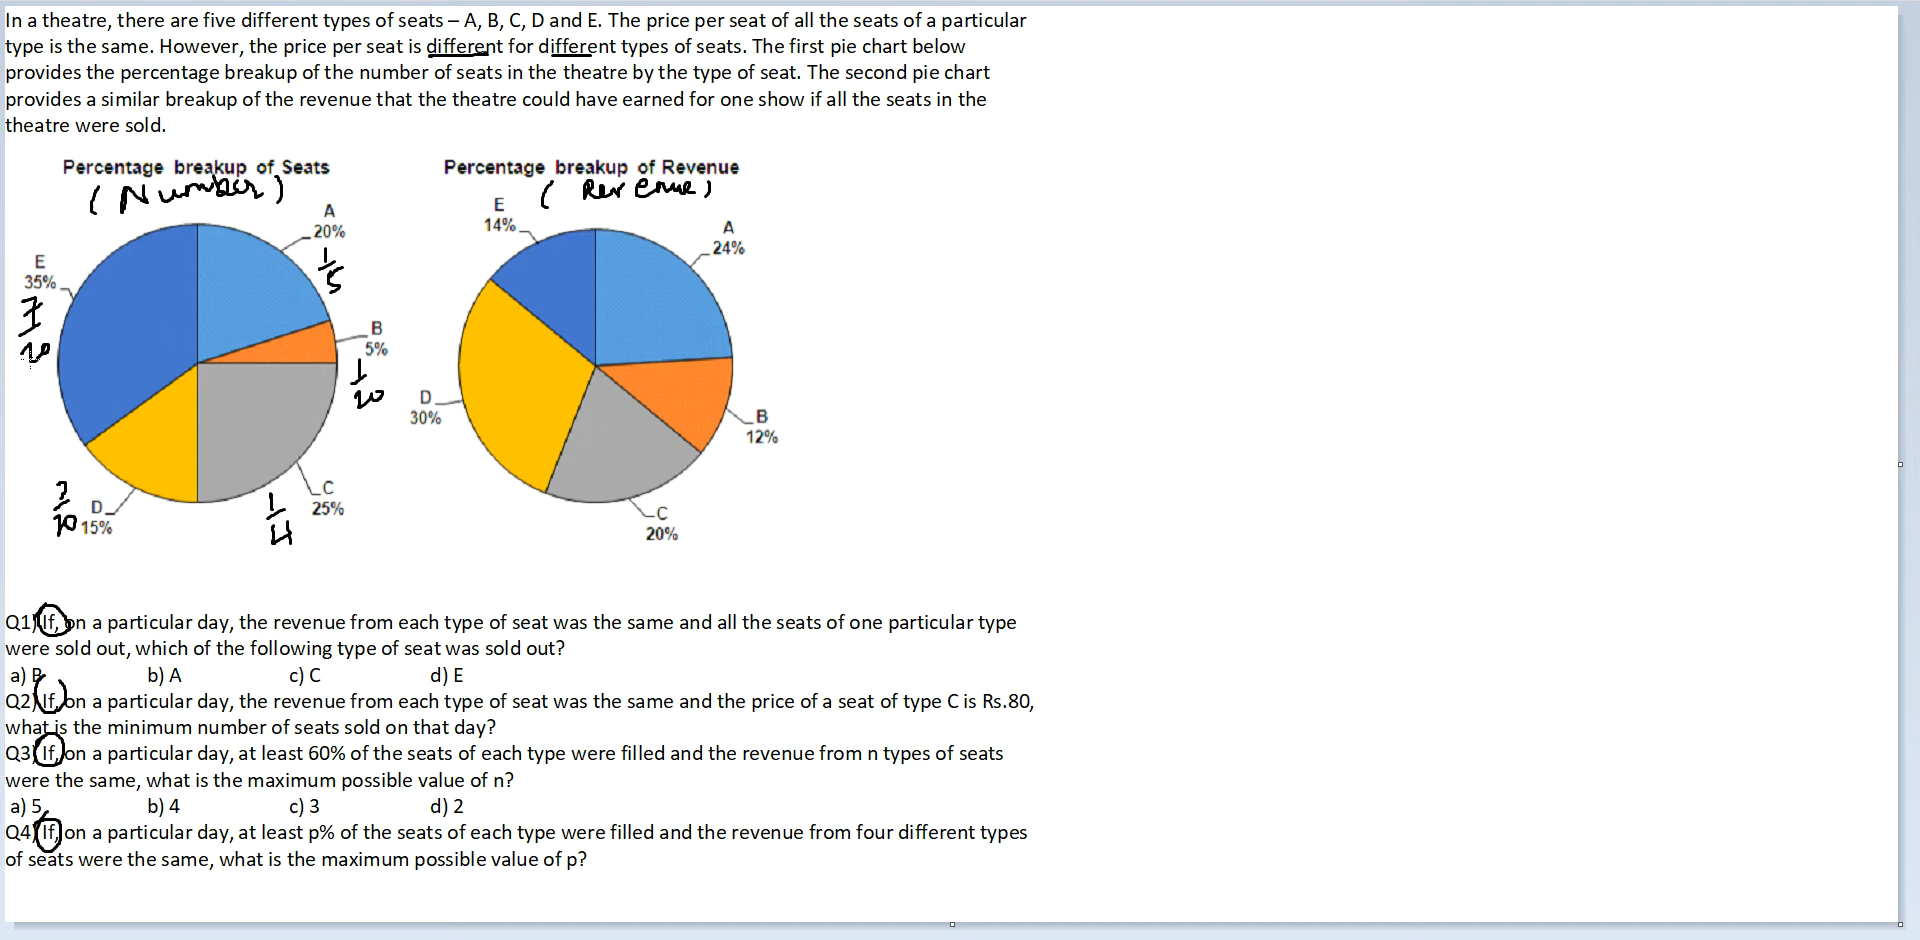 In a theatre, there are five different types of seats – A, B, C, D and E. The price per seat of all the seats of a particular
type is the same. However, the price per seat is different for different types of seats. The first pie chart below
provides the percentage breakup of the number of seats in the theatre by the type of seat. The second pie chart
provides a similar breakup of the revenue that the theatre could have earned for one show if all the seats in the
theatre were sold.
Percentage breakup of Seats
(Number)
A
20%
1/5
E
35%
7/20
B
5%
1/20
C
25%
1/4
D
15%
Percentage breakup of Revenue
(Revenue)
E
14%
A
24%
D
30%
B
12%
C
20%
Q1) If, on a particular day, the revenue from each type of seat was the same and all the seats of one particular type
were sold out, which of the following type of seat was sold out?
a) B b) A c) C d) E
Q2) If, on a particular day, the revenue from each type of seat was the same and the price of a seat of type C is Rs.80,
what is the minimum number of seats sold on that day?
Q3) If, on a particular day, at least 60% of the seats of each type were filled and the revenue from n types of seats
were the same, what is the maximum possible value of n?
a) 5 b) 4 c) 3 d) 2
Q4) If, on a particular day, at least p% of the seats of each type were filled and the revenue from four different types
of seats were the same, what is the maximum possible value of p?